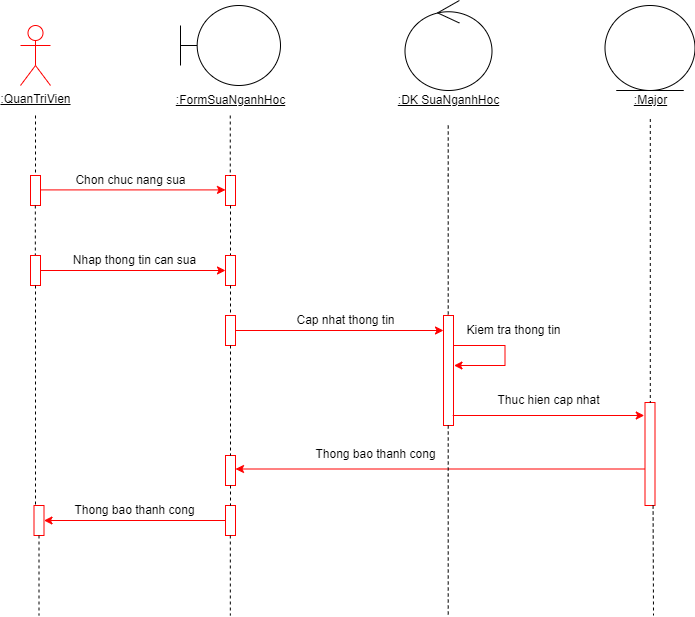 :QuanTriVien
:FormSuaNganhHoc
:DK SuaNganhHoc
:Major
Chon chuc nang sua
Nhap thong tin can sua
Cap nhat thong tin
Kiem tra thong tin
Thuc hien cap nhat
Thong bao thanh cong
Thong bao thanh cong